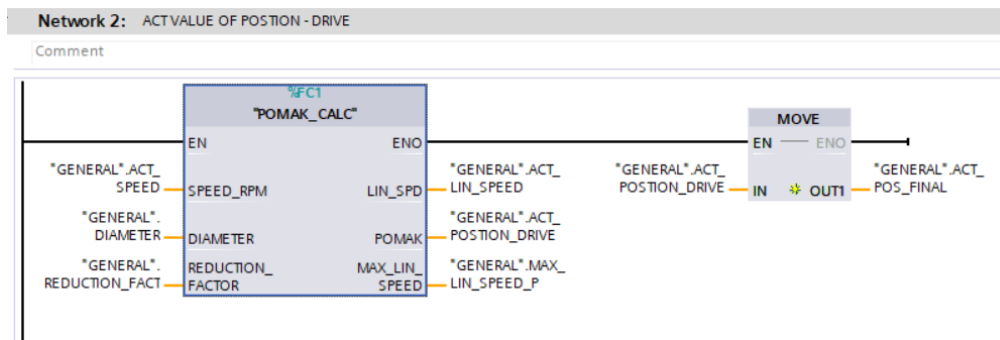 Network 2: ACT VALUE OF POSTION - DRIVE
Comment
%FC1
"POMAK_CALC"
EN
ENO
"GENERAL".ACT_
SPEED
SPEED_RPM
LIN_SPD
"GENERAL".ACT_
LIN_SPEED
"GENERAL".
DIAMETER
DIAMETER
POMAK
"GENERAL".ACT_
POSTION_DRIVE
"GENERAL".
REDUCTION_FACT
REDUCTION_
FACTOR
MAX_LIN_
SPEED
"GENERAL".MAX_
LIN_SPEED_P
MOVE
EN
ENO
"GENERAL".ACT_
POSTION_DRIVE
IN
OUT1
"GENERAL".ACT_
POS_FINAL